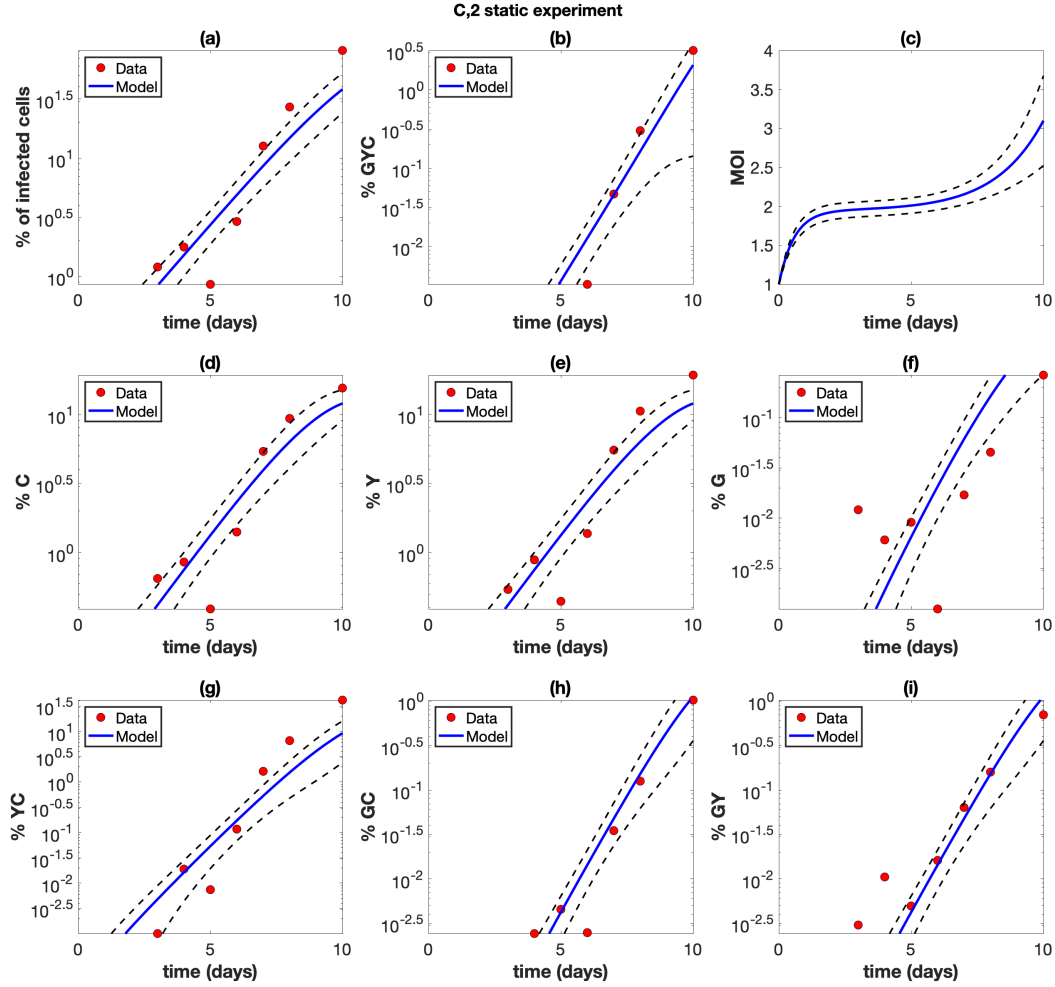 C,2 static experiment
(a)
Data
Model
% of infected cells
10^1.5
10^1
10^0.5
10^0
0
5
10
time (days)
(b)
Data
Model
% GYC
10^0.5
10^0
10^-0.5
10^-1
10^-1.5
10^-2
0
5
10
time (days)
(c)
MOI
4
3.5
3
2.5
2
1.5
1
0
5
10
time (days)
(d)
Data
Model
% C
10^1
10^0.5
10^0
0
5
10
time (days)
(e)
Data
Model
% Y
10^1
10^0.5
10^0
0
5
10
time (days)
(f)
Data
Model
% G
10^-1
10^-1.5
10^-2
10^-2.5
0
5
10
time (days)
(g)
Data
Model
% YC
10^1.5
10^1
10^0.5
10^0
10^-0.5
10^-1
10^-1.5
10^-2
10^-2.5
0
5
10
time (days)
(h)
Data
Model
% GC
10^0
10^-0.5
10^-1
10^-1.5
10^-2
10^-2.5
0
5
10
time (days)
(i)
Data
Model
% GY
10^0
10^-0.5
10^-1
10^-1.5
10^-2
10^-2.5
0
5
10
time (days)